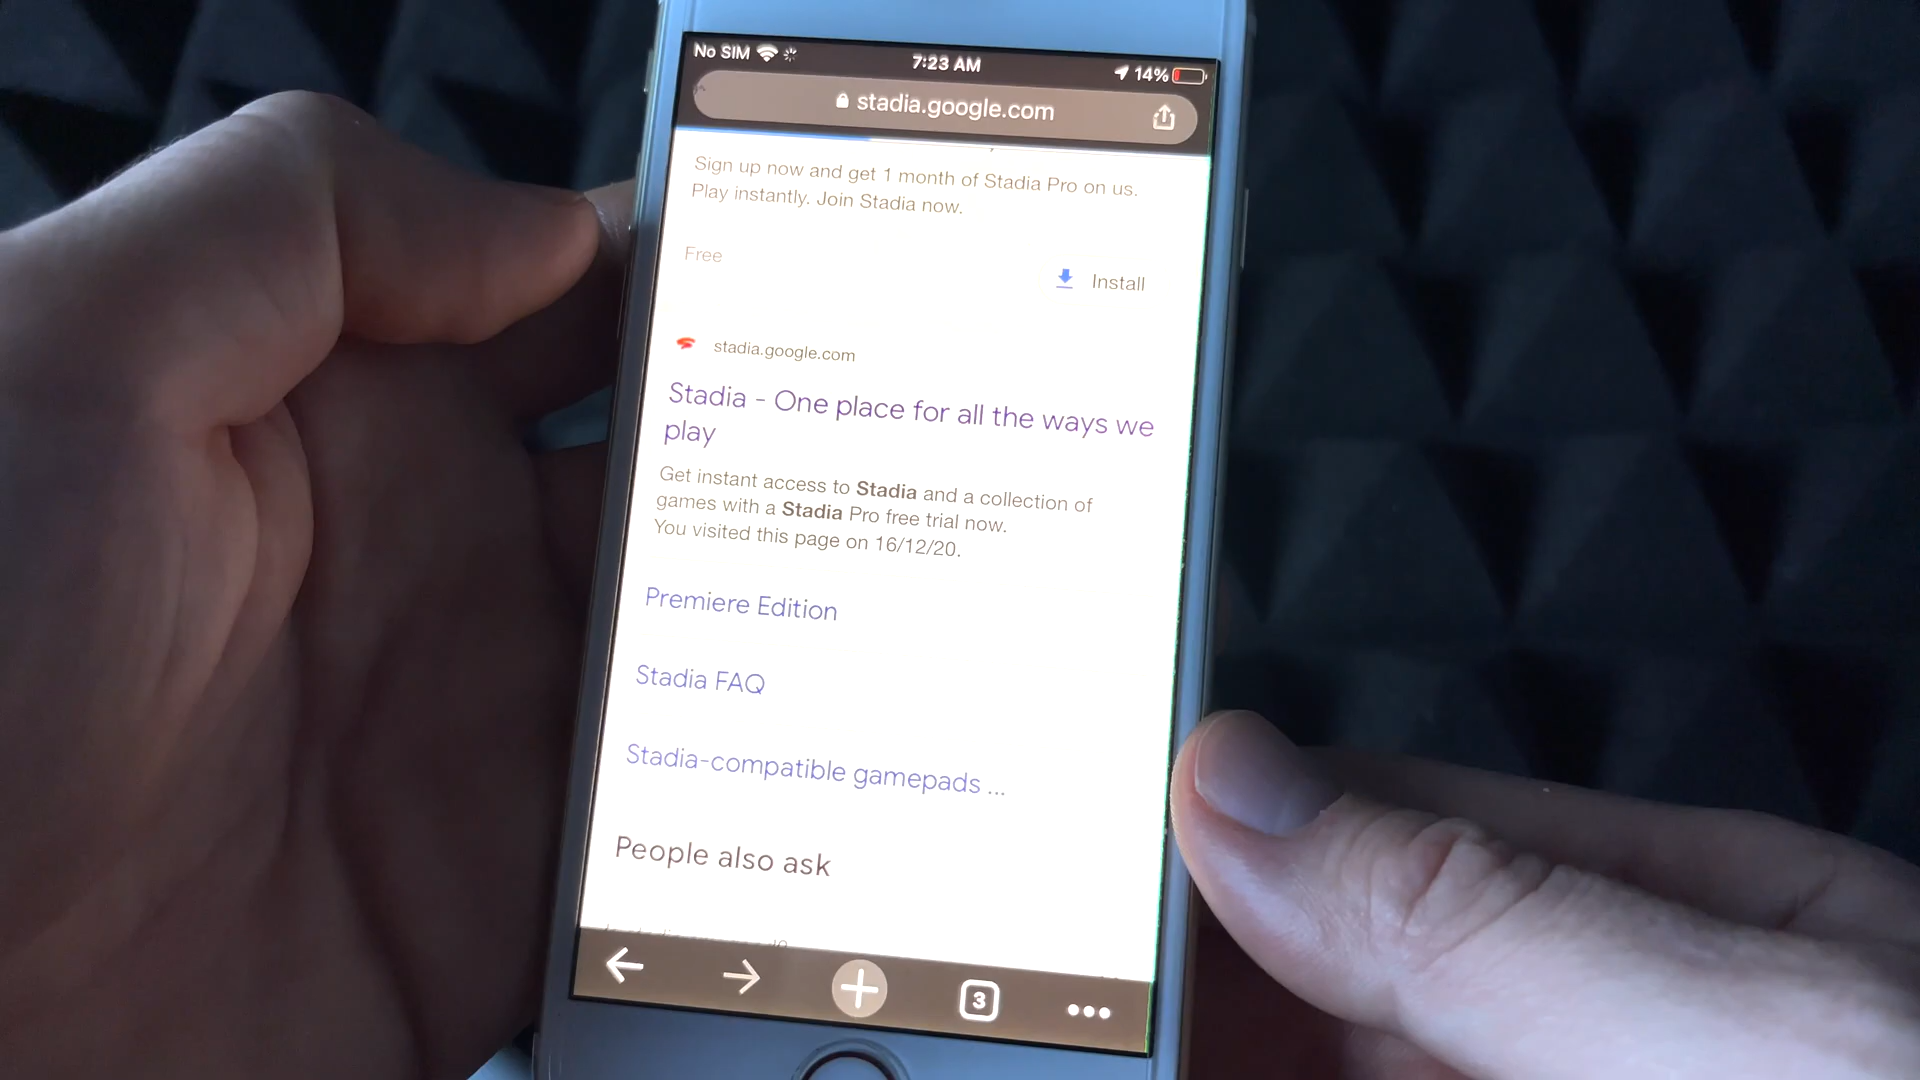 No SIM
7:23 AM
14%
stadia.google.com
Sign up now and get 1 month of Stadia Pro on us.
Play instantly. Join Stadia now.
Free
Install
stadia.google.com
Stadia - One place for all the ways we
play
Get instant access to Stadia and a collection of
games with a Stadia Pro free trial now.
You visited this page on 16/12/20.
Premiere Edition
Stadia FAQ
Stadia-compatible gamepads ...
People also ask
3